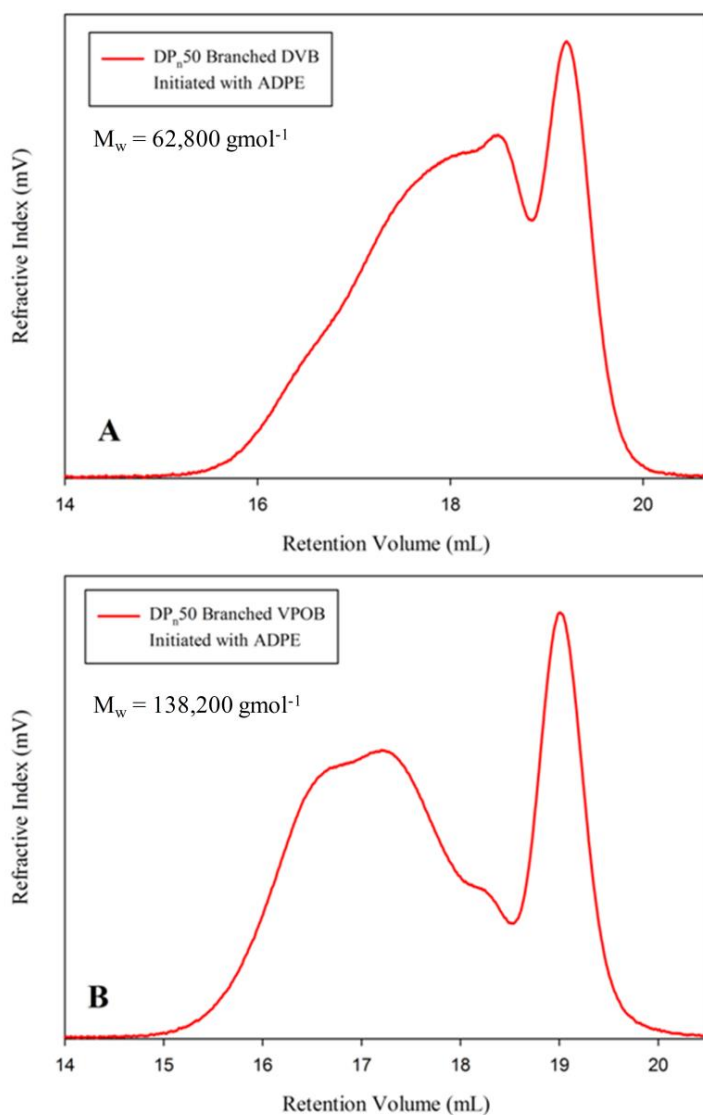 DPn50 Branched DVB
Initiated with ADPE
Mw = 62,800 gmol-1
Refractive Index (mV)
A
14 16 18 20
Retention Volume (mL)
DPn50 Branched VPOB
Initiated with ADPE
Mw = 138,200 gmol-1
Refractive Index (mV)
B
14 15 16 17 18 19 20
Retention Volume (mL)